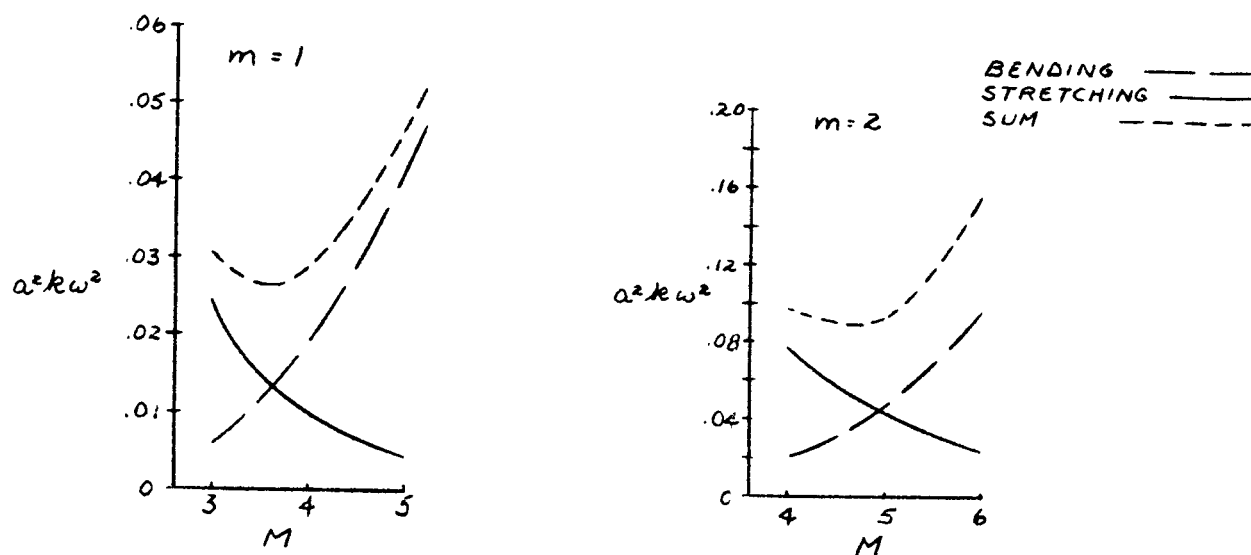 m = 1
.06
.05
.04
.03
.02
.01
0
a²kω²
3 4 5
M
m = 2
.20
.16
.12
.08
.04
0
a²kω²
4 5 6
M
BENDING
STRETCHING
SUM